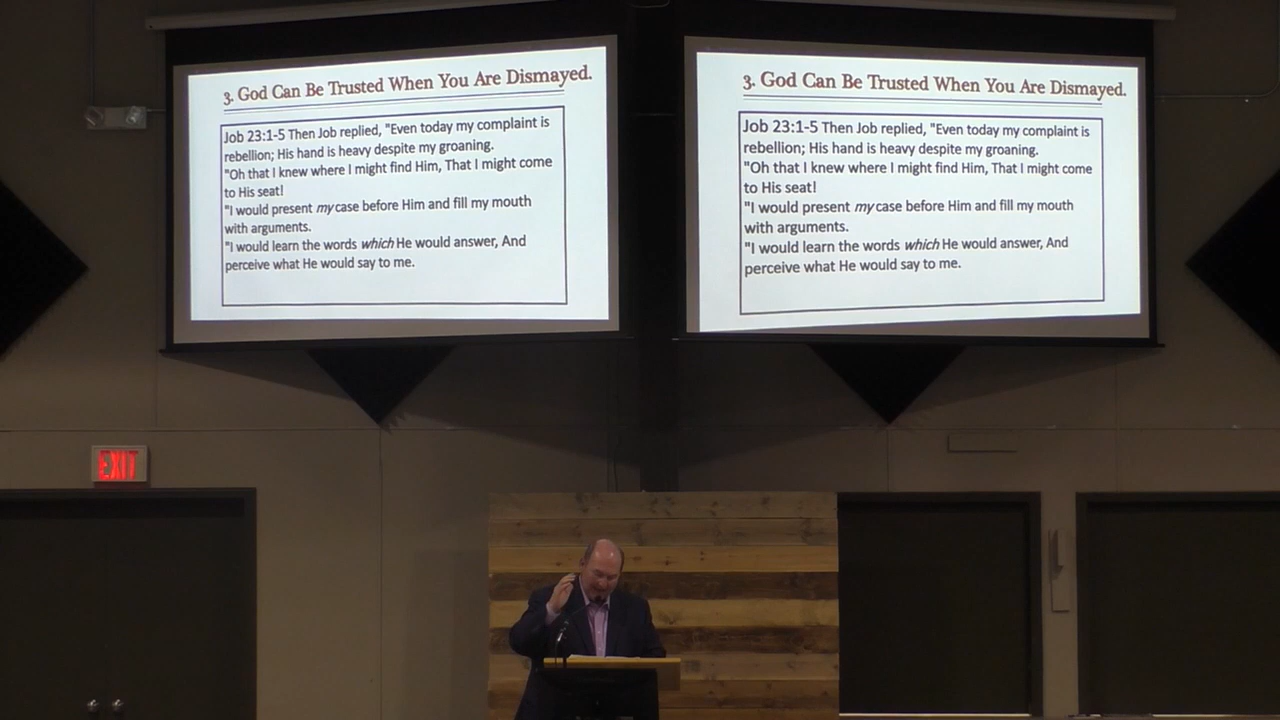 3. God Can Be Trusted When You Are Dismayed.
Job 23:1-5 Then Job replied, "Even today my complaint is
rebellion; His hand is heavy despite my groaning.
"Oh that I knew where I might find Him, That I might come
to His seat!
"I would present my case before Him and fill my mouth
with arguments.
"I would learn the words which He would answer, And
perceive what He would say to me.
3. God Can Be Trusted When You Are Dismayed.
Job 23:1-5 Then Job replied, "Even today my complaint is
rebellion; His hand is heavy despite my groaning.
"Oh that I knew where I might find Him, That I might come
to His seat!
"I would present my case before Him and fill my mouth
with arguments.
"I would learn the words which He would answer, And
perceive what He would say to me.
EXIT